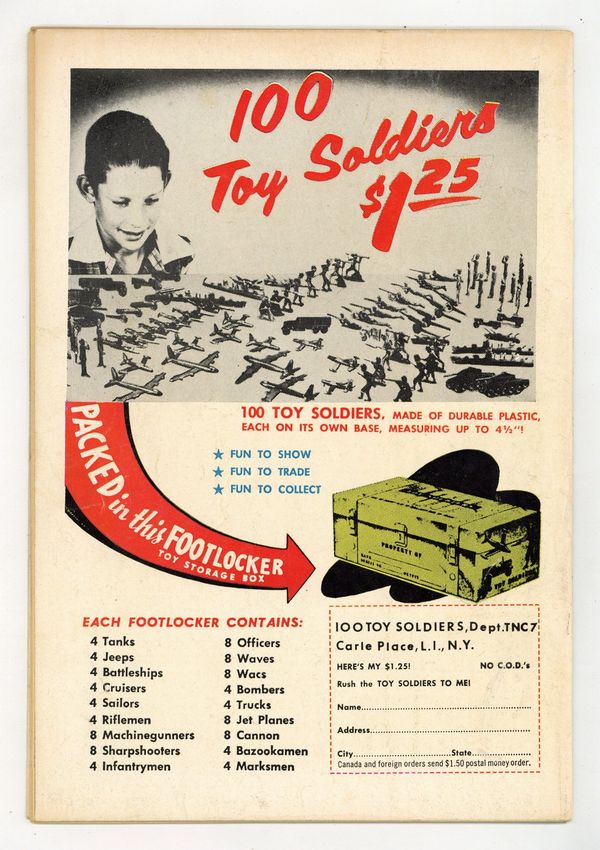 100
Toy Soldiers
$1.25
100 TOY SOLDIERS, MADE OF DURABLE PLASTIC,
EACH ON ITS OWN BASE, MEASURING UP TO 4½"!
★ FUN TO SHOW
★ FUN TO TRADE
★ FUN TO COLLECT
PACKED in this FOOTLOCKER
TOY STORAGE BOX
PROPERTY OF
EACH FOOTLOCKER CONTAINS:
4 Tanks
4 Jeeps
4 Battleships
4 Cruisers
4 Sailors
4 Riflemen
8 Machinegunners
8 Sharpshooters
4 Infantrymen
8 Officers
8 Waves
8 Wacs
4 Bombers
4 Trucks
8 Jet Planes
8 Cannon
4 Bazookamen
4 Marksmen
100 TOY SOLDIERS, Dept. TNC7
Carle Place, L.I., N.Y.
HERE'S MY $1.25! NO C.O.D.'s
Rush the TOY SOLDIERS TO ME!
Name
Address
City State
Canada and foreign orders send $1.50 postal money order.